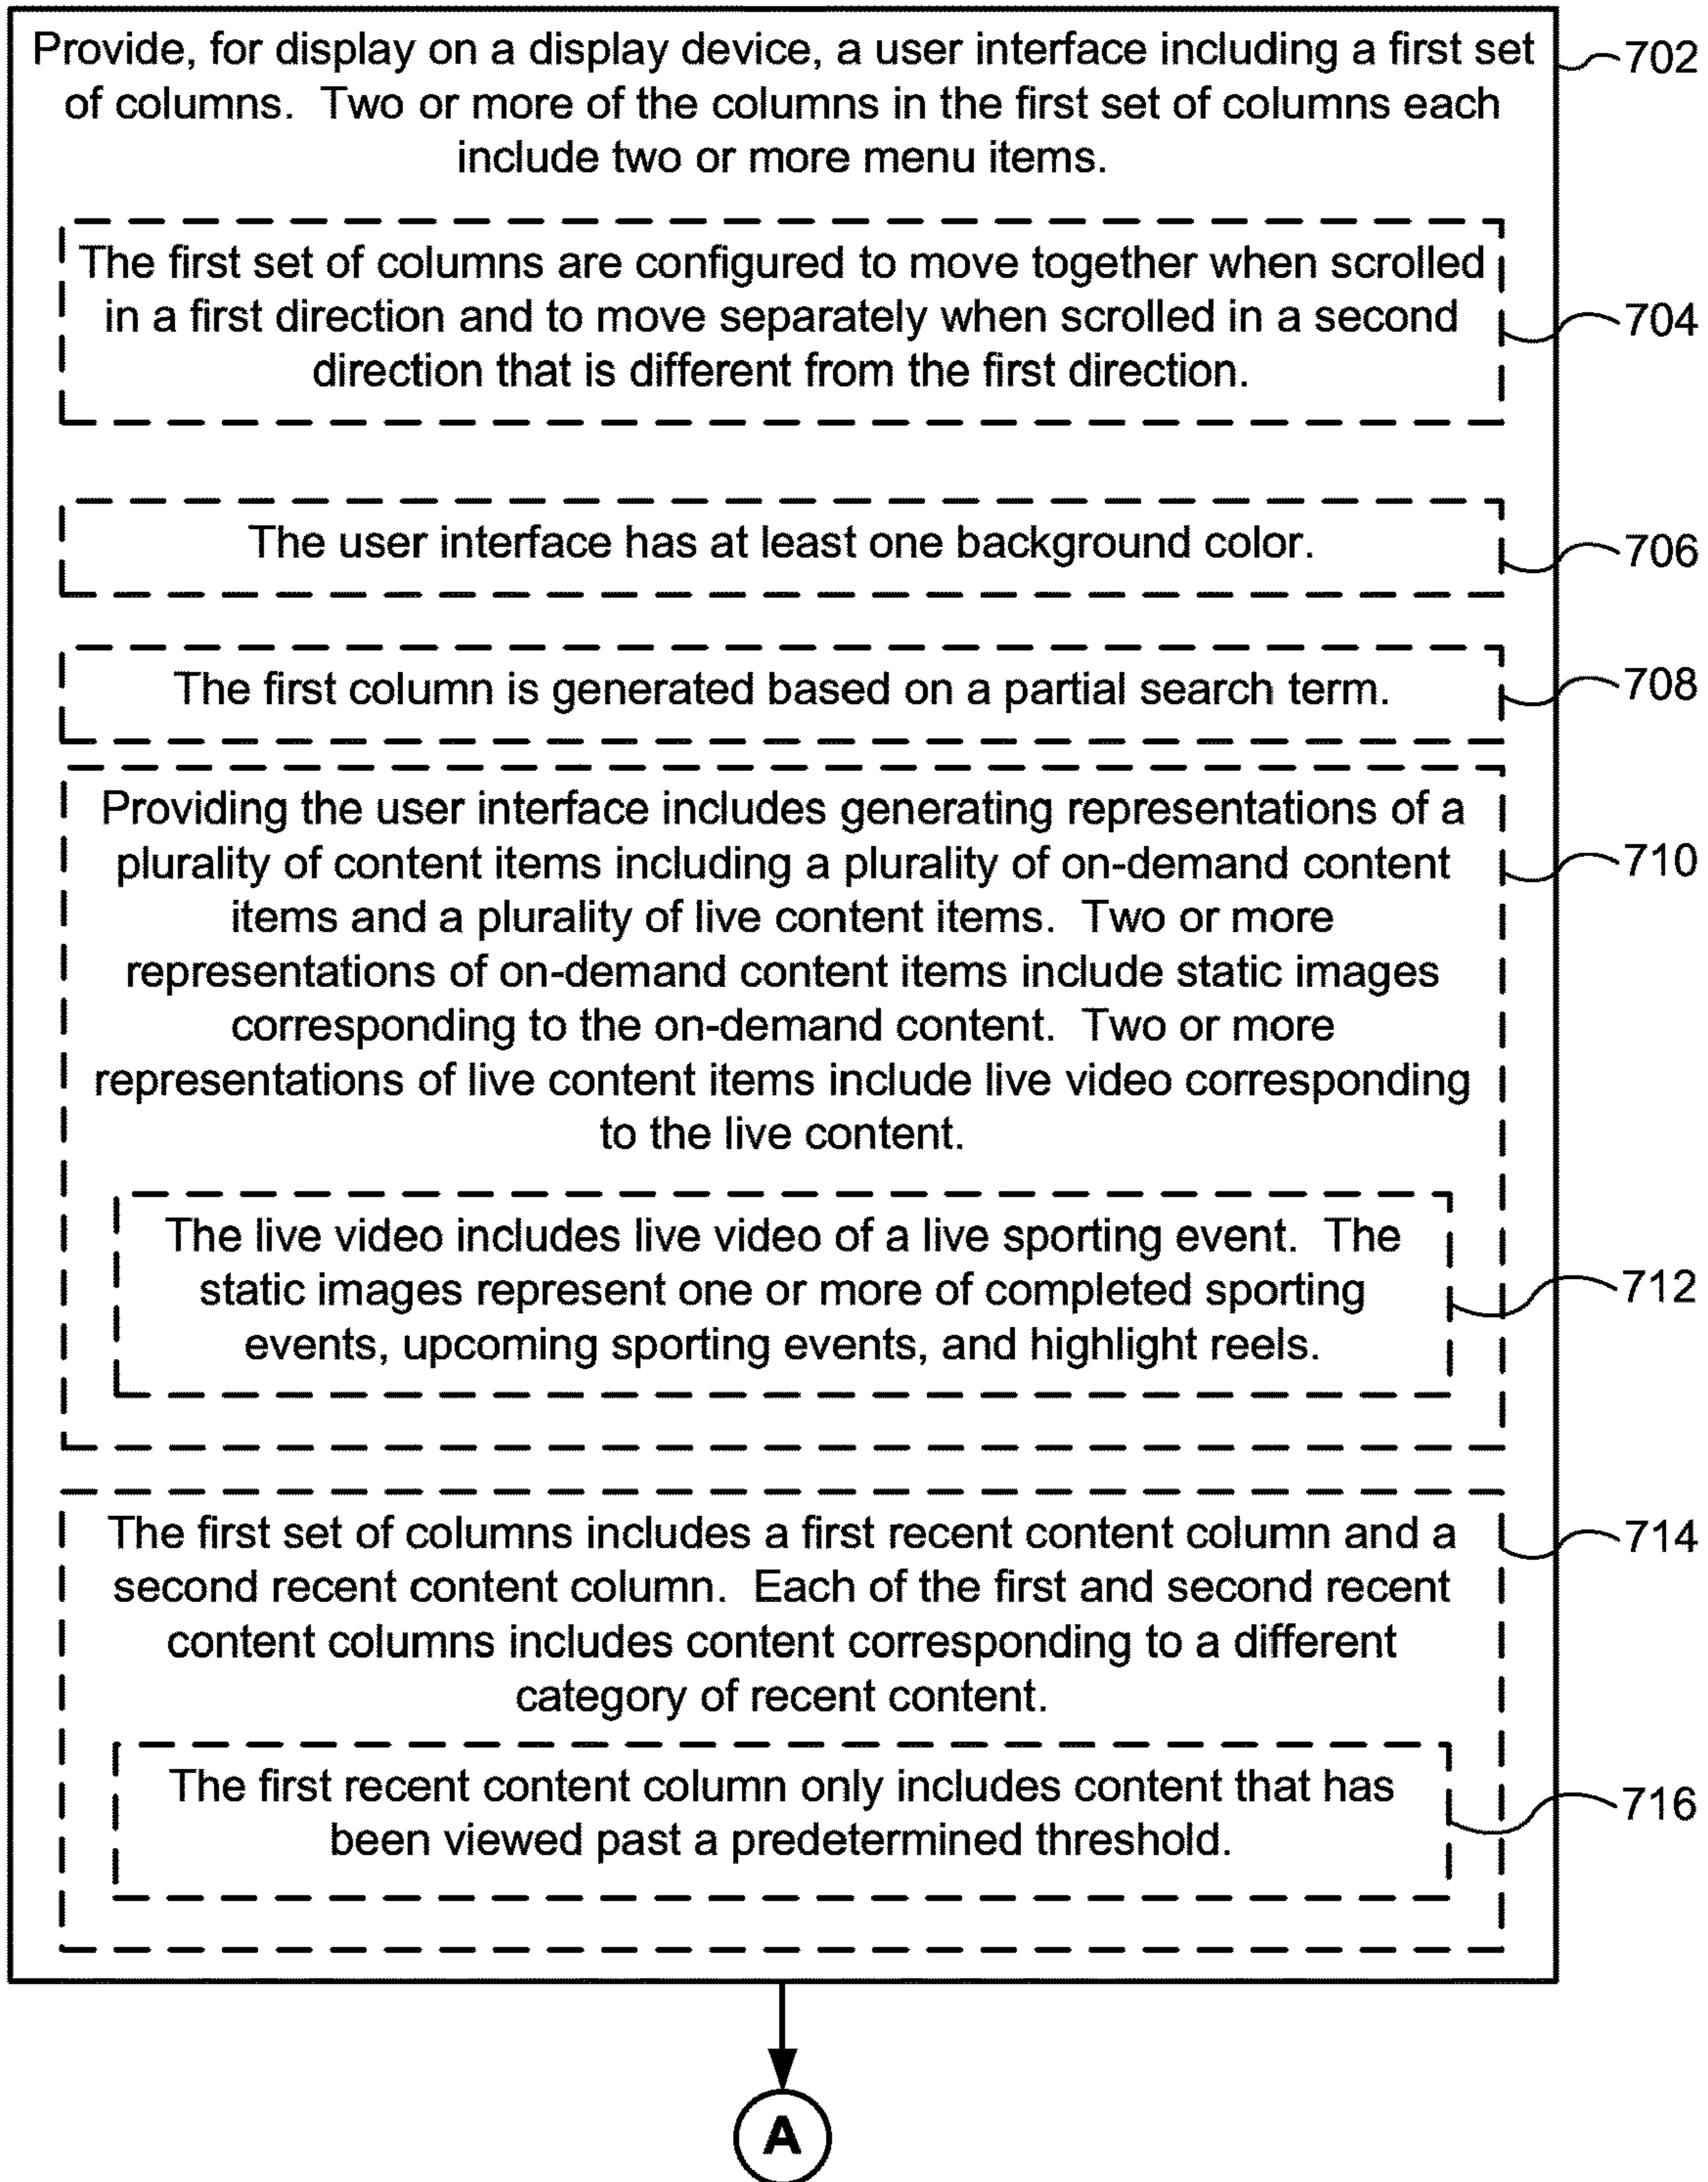 Provide, for display on a display device, a user interface including a first set
of columns. Two or more of the columns in the first set of columns each
include two or more menu items.
702
The first set of columns are configured to move together when scrolled
in a first direction and to move separately when scrolled in a second
direction that is different from the first direction.
704
The user interface has at least one background color.
706
The first column is generated based on a partial search term.
708
Providing the user interface includes generating representations of a
plurality of content items including a plurality of on-demand content
items and a plurality of live content items. Two or more
representations of on-demand content items include static images
corresponding to the on-demand content. Two or more
representations of live content items include live video corresponding
to the live content.
710
The live video includes live video of a live sporting event. The
static images represent one or more of completed sporting
events, upcoming sporting events, and highlight reels.
712
The first set of columns includes a first recent content column and a
second recent content column. Each of the first and second recent
content columns includes content corresponding to a different
category of recent content.
714
The first recent content column only includes content that has
been viewed past a predetermined threshold.
716
A